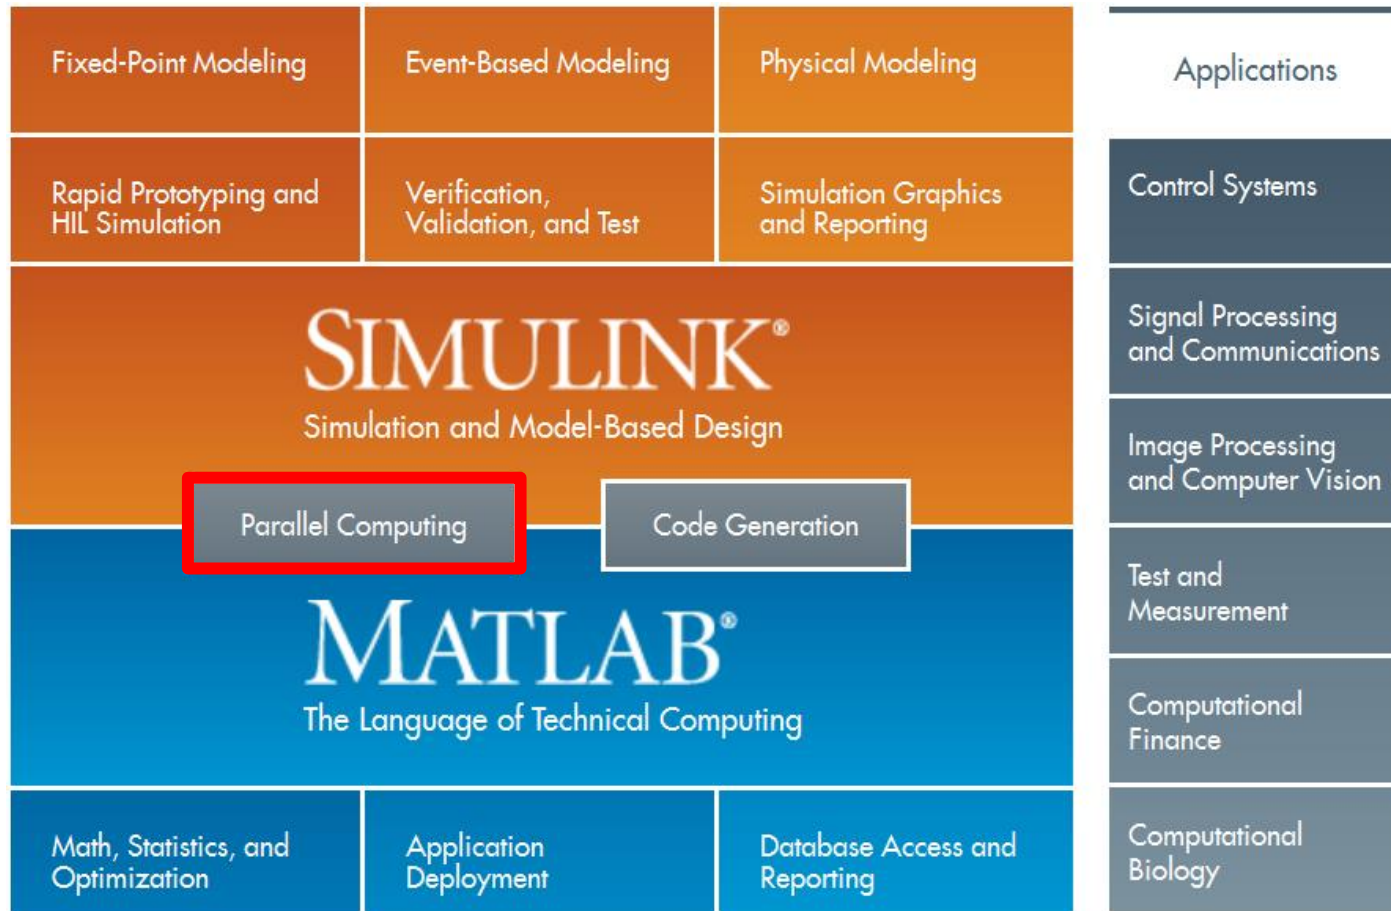 Fixed-Point Modeling
Event-Based Modeling
Physical Modeling
Rapid Prototyping and
HIL Simulation
Verification,
Validation, and Test
Simulation Graphics
and Reporting
SIMULINK®
Simulation and Model-Based Design
Parallel Computing
Code Generation
MATLAB®
The Language of Technical Computing
Math, Statistics, and
Optimization
Application
Deployment
Database Access and
Reporting
Applications
Control Systems
Signal Processing
and Communications
Image Processing
and Computer Vision
Test and
Measurement
Computational
Finance
Computational
Biology